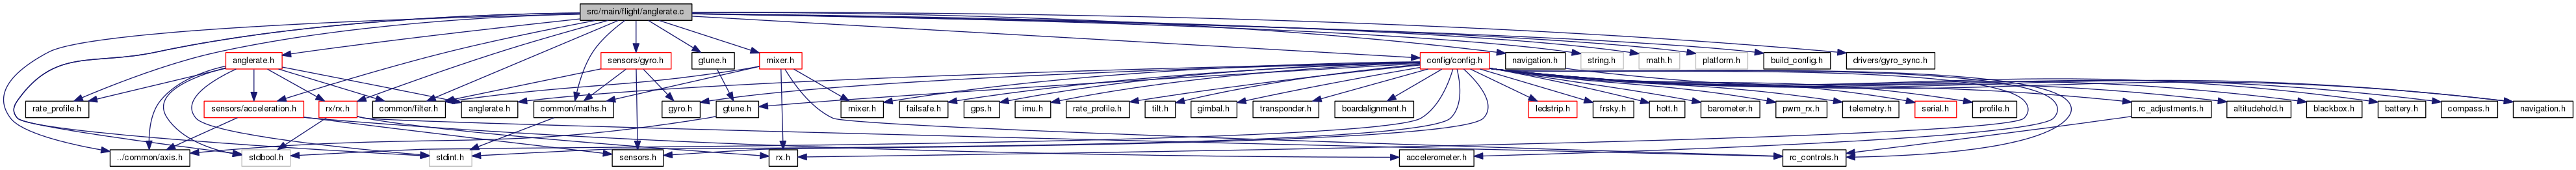 src/main/flight/anglerate.c
anglerate.h
sensors/gyro.h
gtune.h
mixer.h
config/config.h
navigation.h
string.h
math.h
platform.h
build_config.h
drivers/gyro_sync.h
rate_profile.h
sensors/acceleration.h
rx/rx.h
common/filter.h
anglerate.h
common/maths.h
gyro.h
gtune.h
mixer.h
failsafe.h
gps.h
imu.h
rate_profile.h
tilt.h
gimbal.h
transponder.h
boardalignment.h
ledstrip.h
frsky.h
hott.h
barometer.h
pwm_rx.h
telemetry.h
serial.h
profile.h
rc_adjustments.h
altitudehold.h
blackbox.h
battery.h
compass.h
navigation.h
../common/axis.h
stdbool.h
stdint.h
sensors.h
rx.h
accelerometer.h
rc_controls.h